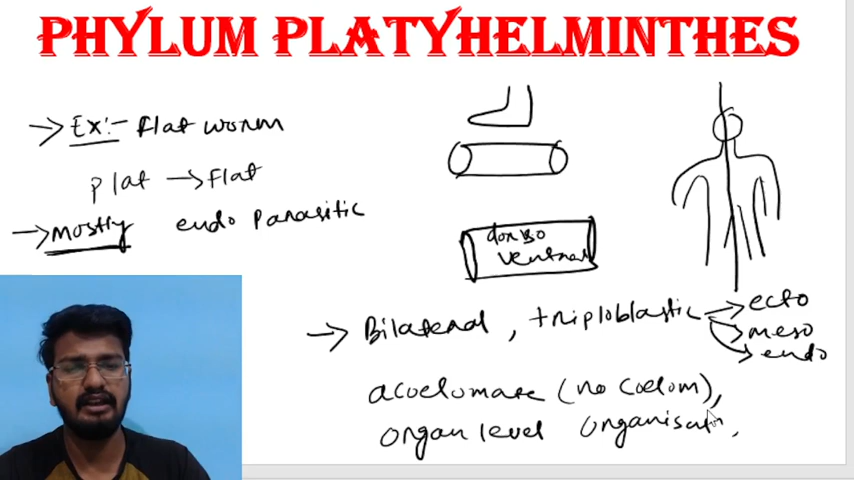 PHYLUM PLATYHELMINTHES
→ Ex:- Flat worm
plat → Flat
→ mostly endo parasitic
dorso
ventral
→ Bilateral, triploblastic → ecto
→ meso
→ endo
acoelomate (no coelom),
organ level organisatn,